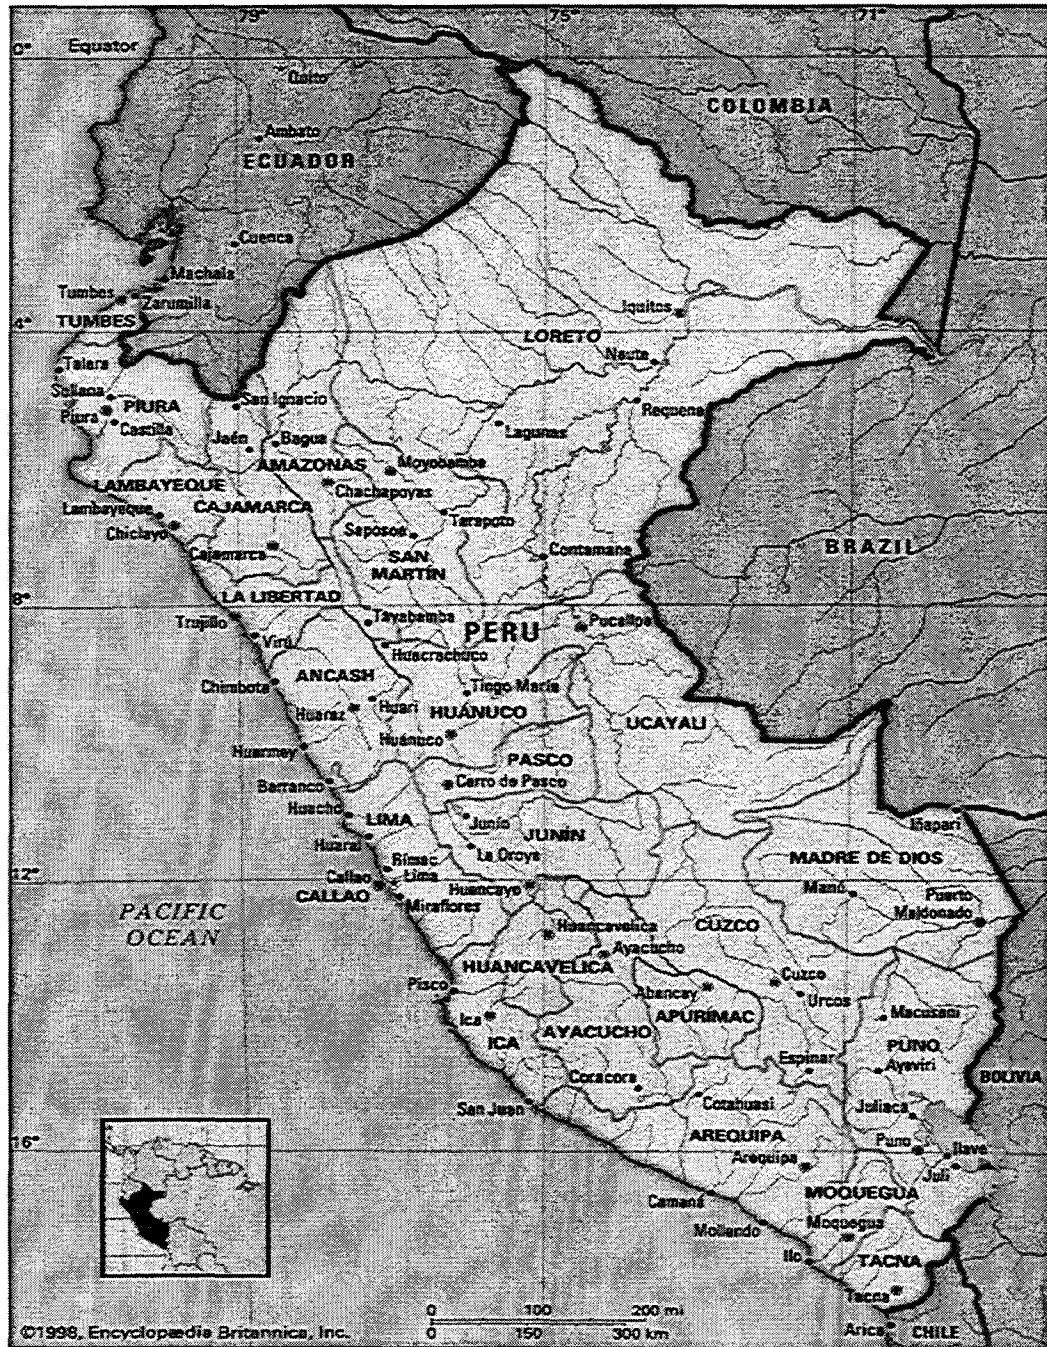 79° 75° 71°
0° Equator
Quito
COLOMBIA
Ambato
ECUADOR
Cuenca
Machala
Tumbes
Zarumilla
TUMBES
Iquitos
4°
LORETO
Nauta
Talara
Sullana
San Ignacio
PIURA
Requena
Piura
Castilla
Lagunas
Jaén
Bagua
AMAZONAS
Moyobamba
LAMBAYEQUE
Chachapoyas
CAJAMARCA
Lambayeque
Tarapoto
Chiclayo
Saposoa
Cajamarca
Contamana
BRAZIL
SAN
MARTÍN
LA LIBERTAD
8°
Trujillo
Tayabamba
PERU
Pucallpa
Virú
Huacrachuco
ANCASH
Chimbote
Tingo María
Huari
Huaraz
HUÁNUCO
UCAYALI
Huánuco
Huarmey
PASCO
Barranco
Cerro de Pasco
Huacho
LIMA
Junín
Iñapari
Huaral
JUNÍN
La Oroya
MADRE DE DIOS
Rímac
12°
Callao
Lima
Huancayo
CALLAO
Miraflores
Manú
Puerto
Maldonado
PACIFIC
OCEAN
Huancavelica
CUZCO
Ayacucho
HUANCAVELICA
Cuzco
Pisco
Abancay
Urcos
Ica
APURIMAC
Macusani
AYACUCHO
ICA
PUNO
Espinar
Ayaviri
BOLIVIA
Coracora
San Juan
Cotahuasi
Juliaca
AREQUIPA
16°
Puno
Ilave
Arequipa
Juli
MOQUEGUA
Camaná
Moquegua
Mollendo
Ilo
TACNA
Tacna
0 100 200 mi
0 150 300 km
Arica
CHILE
©1998, Encyclopædia Britannica, Inc.